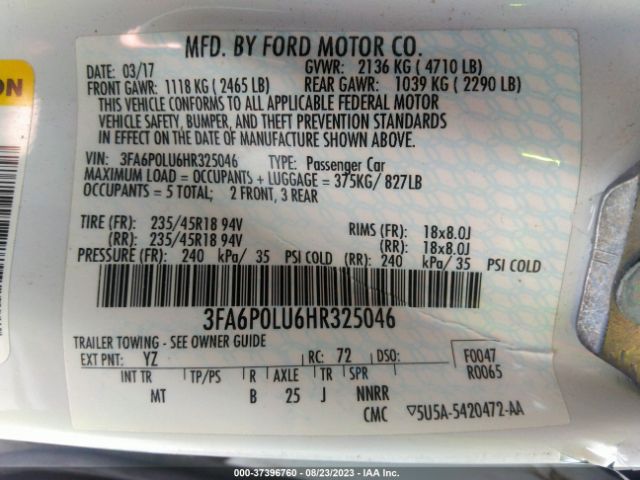 ON
MFD. BY FORD MOTOR CO.
DATE: 03/17 GVWR: 2136 KG ( 4710 LB)
FRONT GAWR: 1118 KG ( 2465 LB) REAR GAWR: 1039 KG ( 2290 LB)
THIS VEHICLE CONFORMS TO ALL APPLICABLE FEDERAL MOTOR
VEHICLE SAFETY, BUMPER, AND THEFT PREVENTION STANDARDS
IN EFFECT ON THE DATE OF MANUFACTURE SHOWN ABOVE.
VIN: 3FA6P0LU6HR325046 TYPE: Passenger Car
MAXIMUM LOAD = OCCUPANTS + LUGGAGE = 375KG/ 827LB
OCCUPANTS = 5 TOTAL; 2 FRONT, 3 REAR
TIRE (FR): 235/45R18 94V RIMS (FR): 18x8.0J
(RR): 235/45R18 94V (RR): 18x8.0J
PRESSURE (FR): 240 kPa/ 35 PSI COLD (RR): 240 kPa/ 35 PSI COLD
3FA6P0LU6HR325046
TRAILER TOWING - SEE OWNER GUIDE
EXT PNT: YZ RC: 72 DSO: F0047
R0065
INT TR TP/PS R AXLE TR SPR
MT B 25 J NNRR
CMC ▽5U5A-5420472-AA
000-37396760 - 08/23/2023 - IAA Inc.